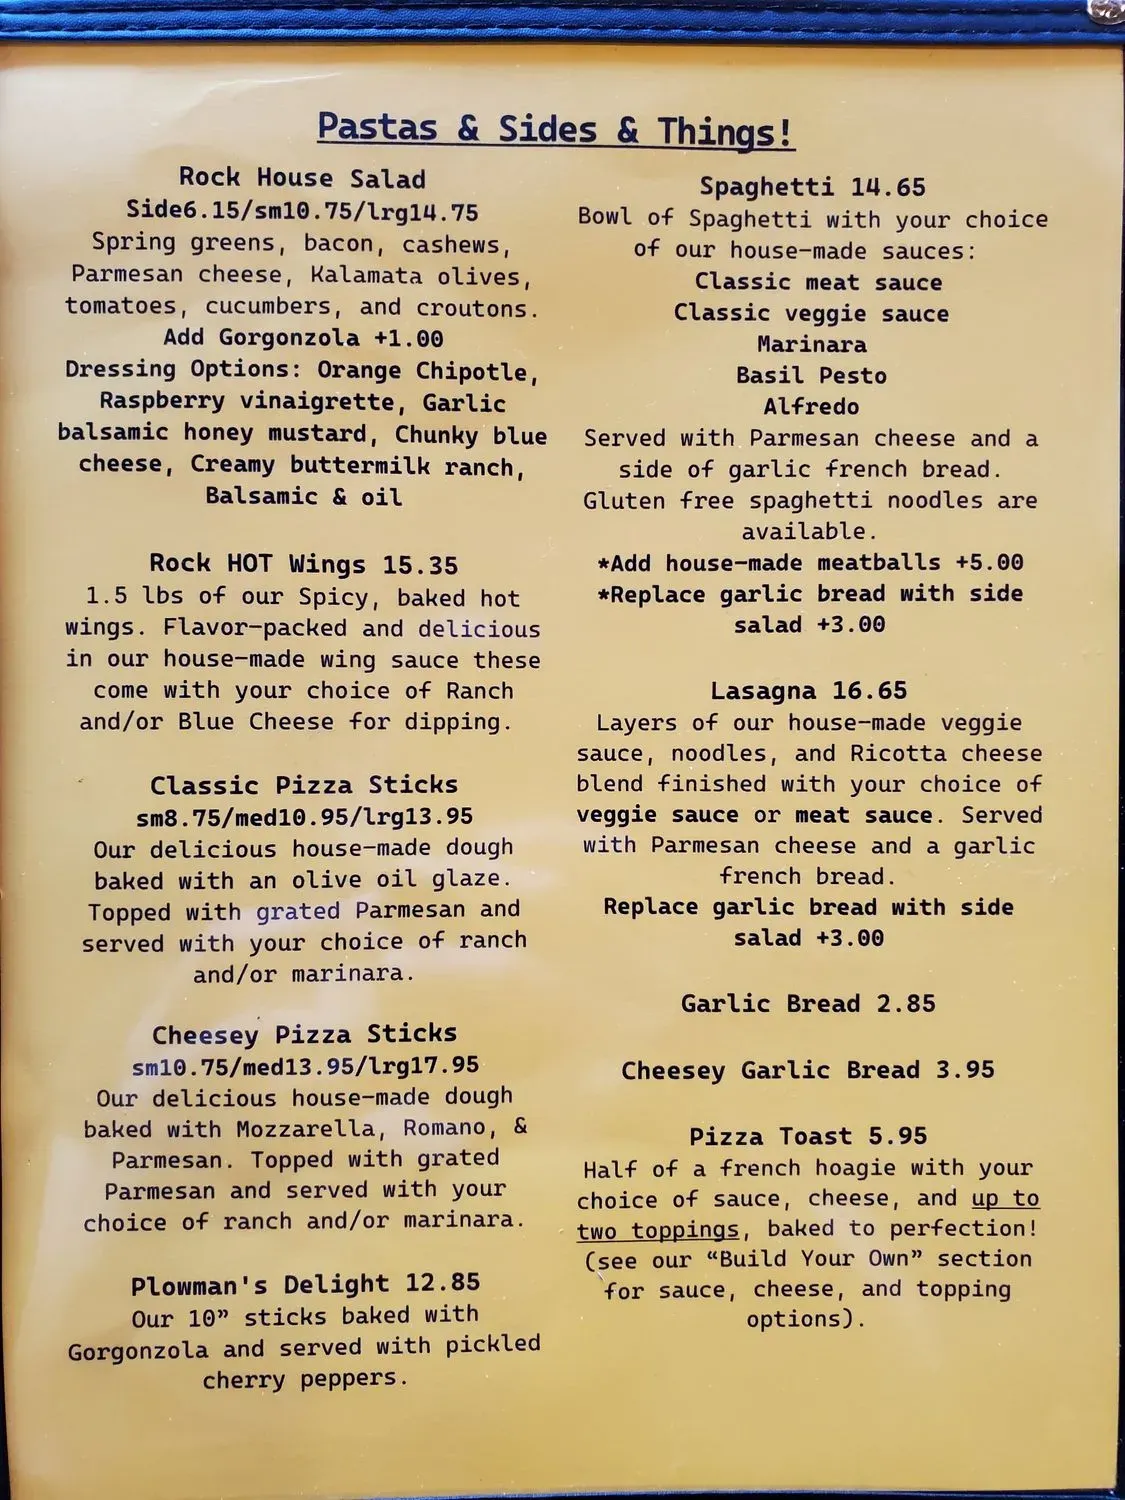 Pastas & Sides & Things!
Rock House Salad
Side6.15/sm10.75/lrg14.75
Spring greens, bacon, cashews,
Parmesan cheese, Kalamata olives,
tomatoes, cucumbers, and croutons.
Add Gorgonzola +1.00
Dressing Options: Orange Chipotle,
Raspberry vinaigrette, Garlic
balsamic honey mustard, Chunky blue
cheese, Creamy buttermilk ranch,
Balsamic & oil
Rock HOT Wings 15.35
1.5 lbs of our Spicy, baked hot
wings. Flavor-packed and delicious
in our house-made wing sauce these
come with your choice of Ranch
and/or Blue Cheese for dipping.
Classic Pizza Sticks
sm8.75/med10.95/lrg13.95
Our delicious house-made dough
baked with an olive oil glaze.
Topped with grated Parmesan and
served with your choice of ranch
and/or marinara.
Cheesey Pizza Sticks
sm10.75/med13.95/lrg17.95
Our delicious house-made dough
baked with Mozzarella, Romano, &
Parmesan. Topped with grated
Parmesan and served with your
choice of ranch and/or marinara.
Plowman's Delight 12.85
Our 10” sticks baked with
Gorgonzola and served with pickled
cherry peppers.
Spaghetti 14.65
Bowl of Spaghetti with your choice
of our house-made sauces:
Classic meat sauce
Classic veggie sauce
Marinara
Basil Pesto
Alfredo
Served with Parmesan cheese and a
side of garlic french bread.
Gluten free spaghetti noodles are
available.
*Add house-made meatballs +5.00
*Replace garlic bread with side
salad +3.00
Lasagna 16.65
Layers of our house-made veggie
sauce, noodles, and Ricotta cheese
blend finished with your choice of
veggie sauce or meat sauce. Served
with Parmesan cheese and a garlic
french bread.
Replace garlic bread with side
salad +3.00
Garlic Bread 2.85
Cheesey Garlic Bread 3.95
Pizza Toast 5.95
Half of a french hoagie with your
choice of sauce, cheese, and up to
two toppings, baked to perfection!
(see our “Build Your Own” section
for sauce, cheese, and topping
options).